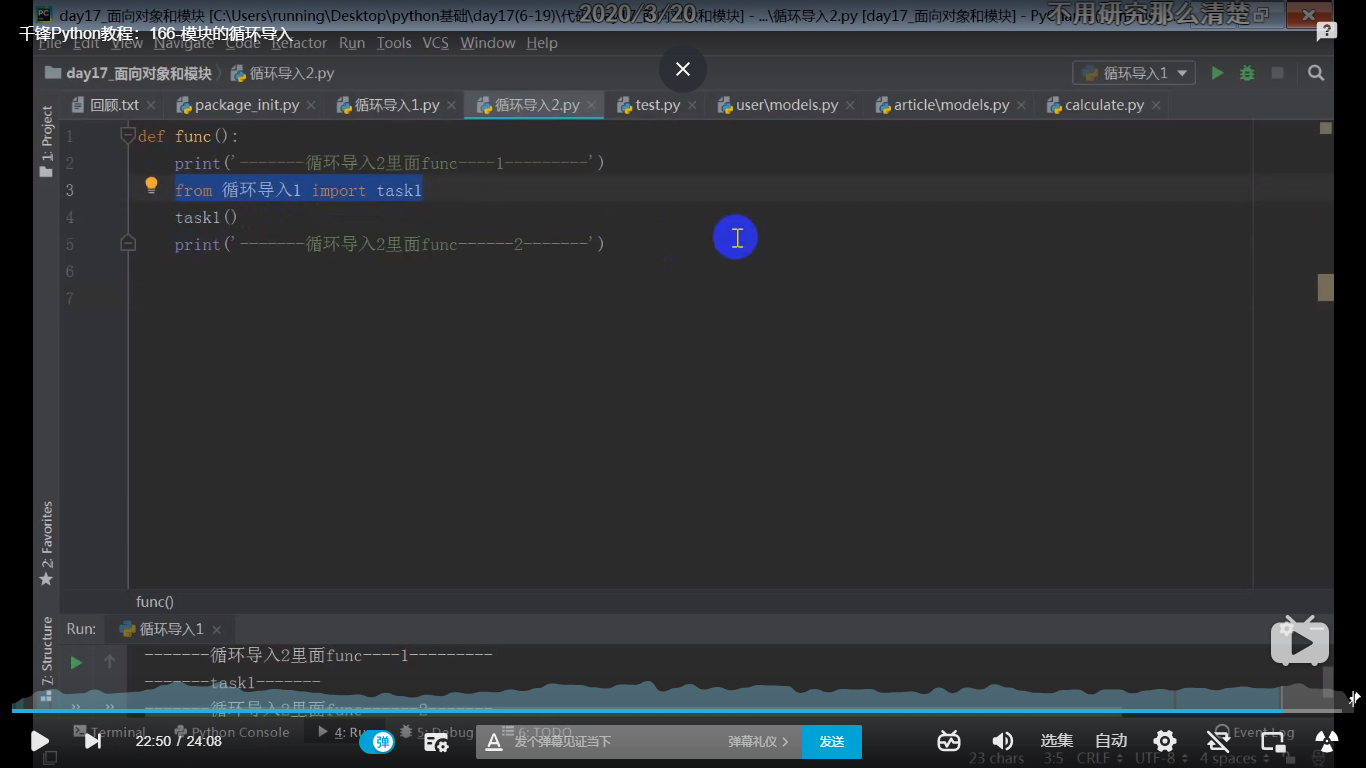 day17_面向对象和模块 [C:\Users\running\Desktop\python基础\day17(6-19)\代码
面向对象和模块] - ...\循环导入2.py [day17_面向对象和模块] - Py
2020/3/20
不用研究那么清楚
千锋Python教程：166-模块的循环导入
File Edit View Navigate Code Refactor Run Tools VCS Window Help
day17_面向对象和模块 循环导入2.py
循环导入1
回顾.txt package_init.py 循环导入1.py 循环导入2.py test.py user\models.py article\models.py calculate.py
1: Project
1 def func():
2 print('-------循环导入2里面func----1---------')
3 from 循环导入1 import task1
4 task1()
5 print('-------循环导入2里面func------2-------')
6
7
2: Favorites
7: Structure
func()
Run: 循环导入1
-------循环导入2里面func----1---------
-------task1-------
-------循环导入2里面func------2-------
Terminal Python Console 4: Run 5: Debug 6: TODO Event Log
22:50 / 24:08
弹
发个弹幕见证当下
弹幕礼仪
发送
选集
自动
23 chars 3:5 CRLF UTF-8 4 spaces